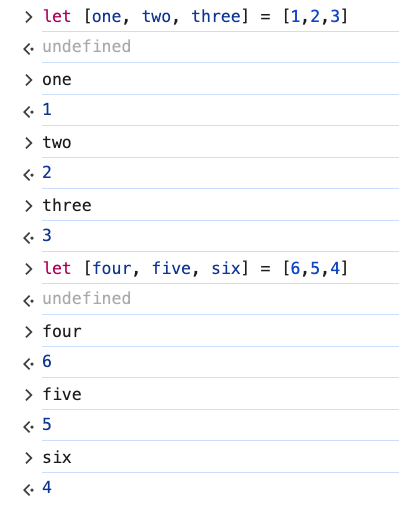 > let [one, two, three] = [1,2,3]
<· undefined
> one
<· 1
> two
<· 2
> three
<· 3
> let [four, five, six] = [6,5,4]
<· undefined
> four
<· 6
> five
<· 5
> six
<· 4